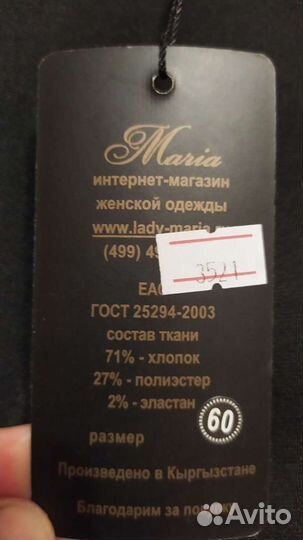 Maria
интернет-магазин
женской одежды
www.lady-maria.
(499)
3521
ЕАС
ГОСТ 25294-2003
состав ткани
71% - хлопок
27% - полиэстер
2% - эластан
размер
60
Произведено в Кыргызстане
Благодарим за
Avito